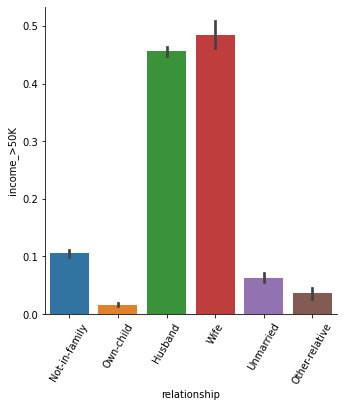 income_>50K
0.5
0.4
0.3
0.2
0.1
0.0
Not-in-family
Own-child
Husband
Wife
Unmarried
Other-relative
relationship